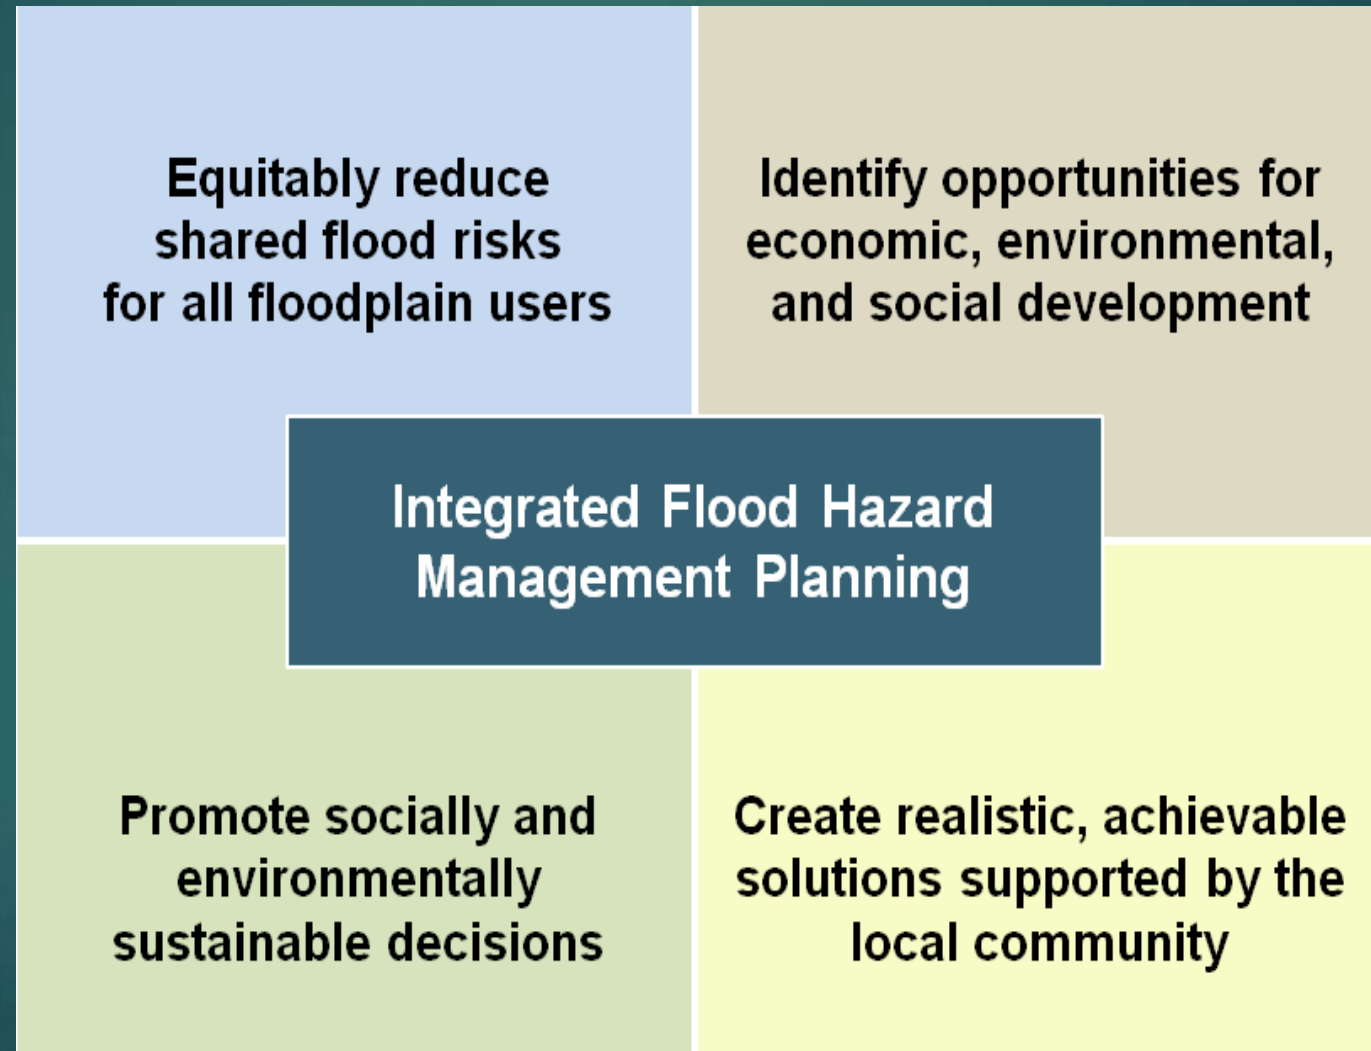 Equitably reduce
shared flood risks
for all floodplain users
Identify opportunities for
economic, environmental,
and social development
Integrated Flood Hazard
Management Planning
Promote socially and
environmentally
sustainable decisions
Create realistic, achievable
solutions supported by the
local community